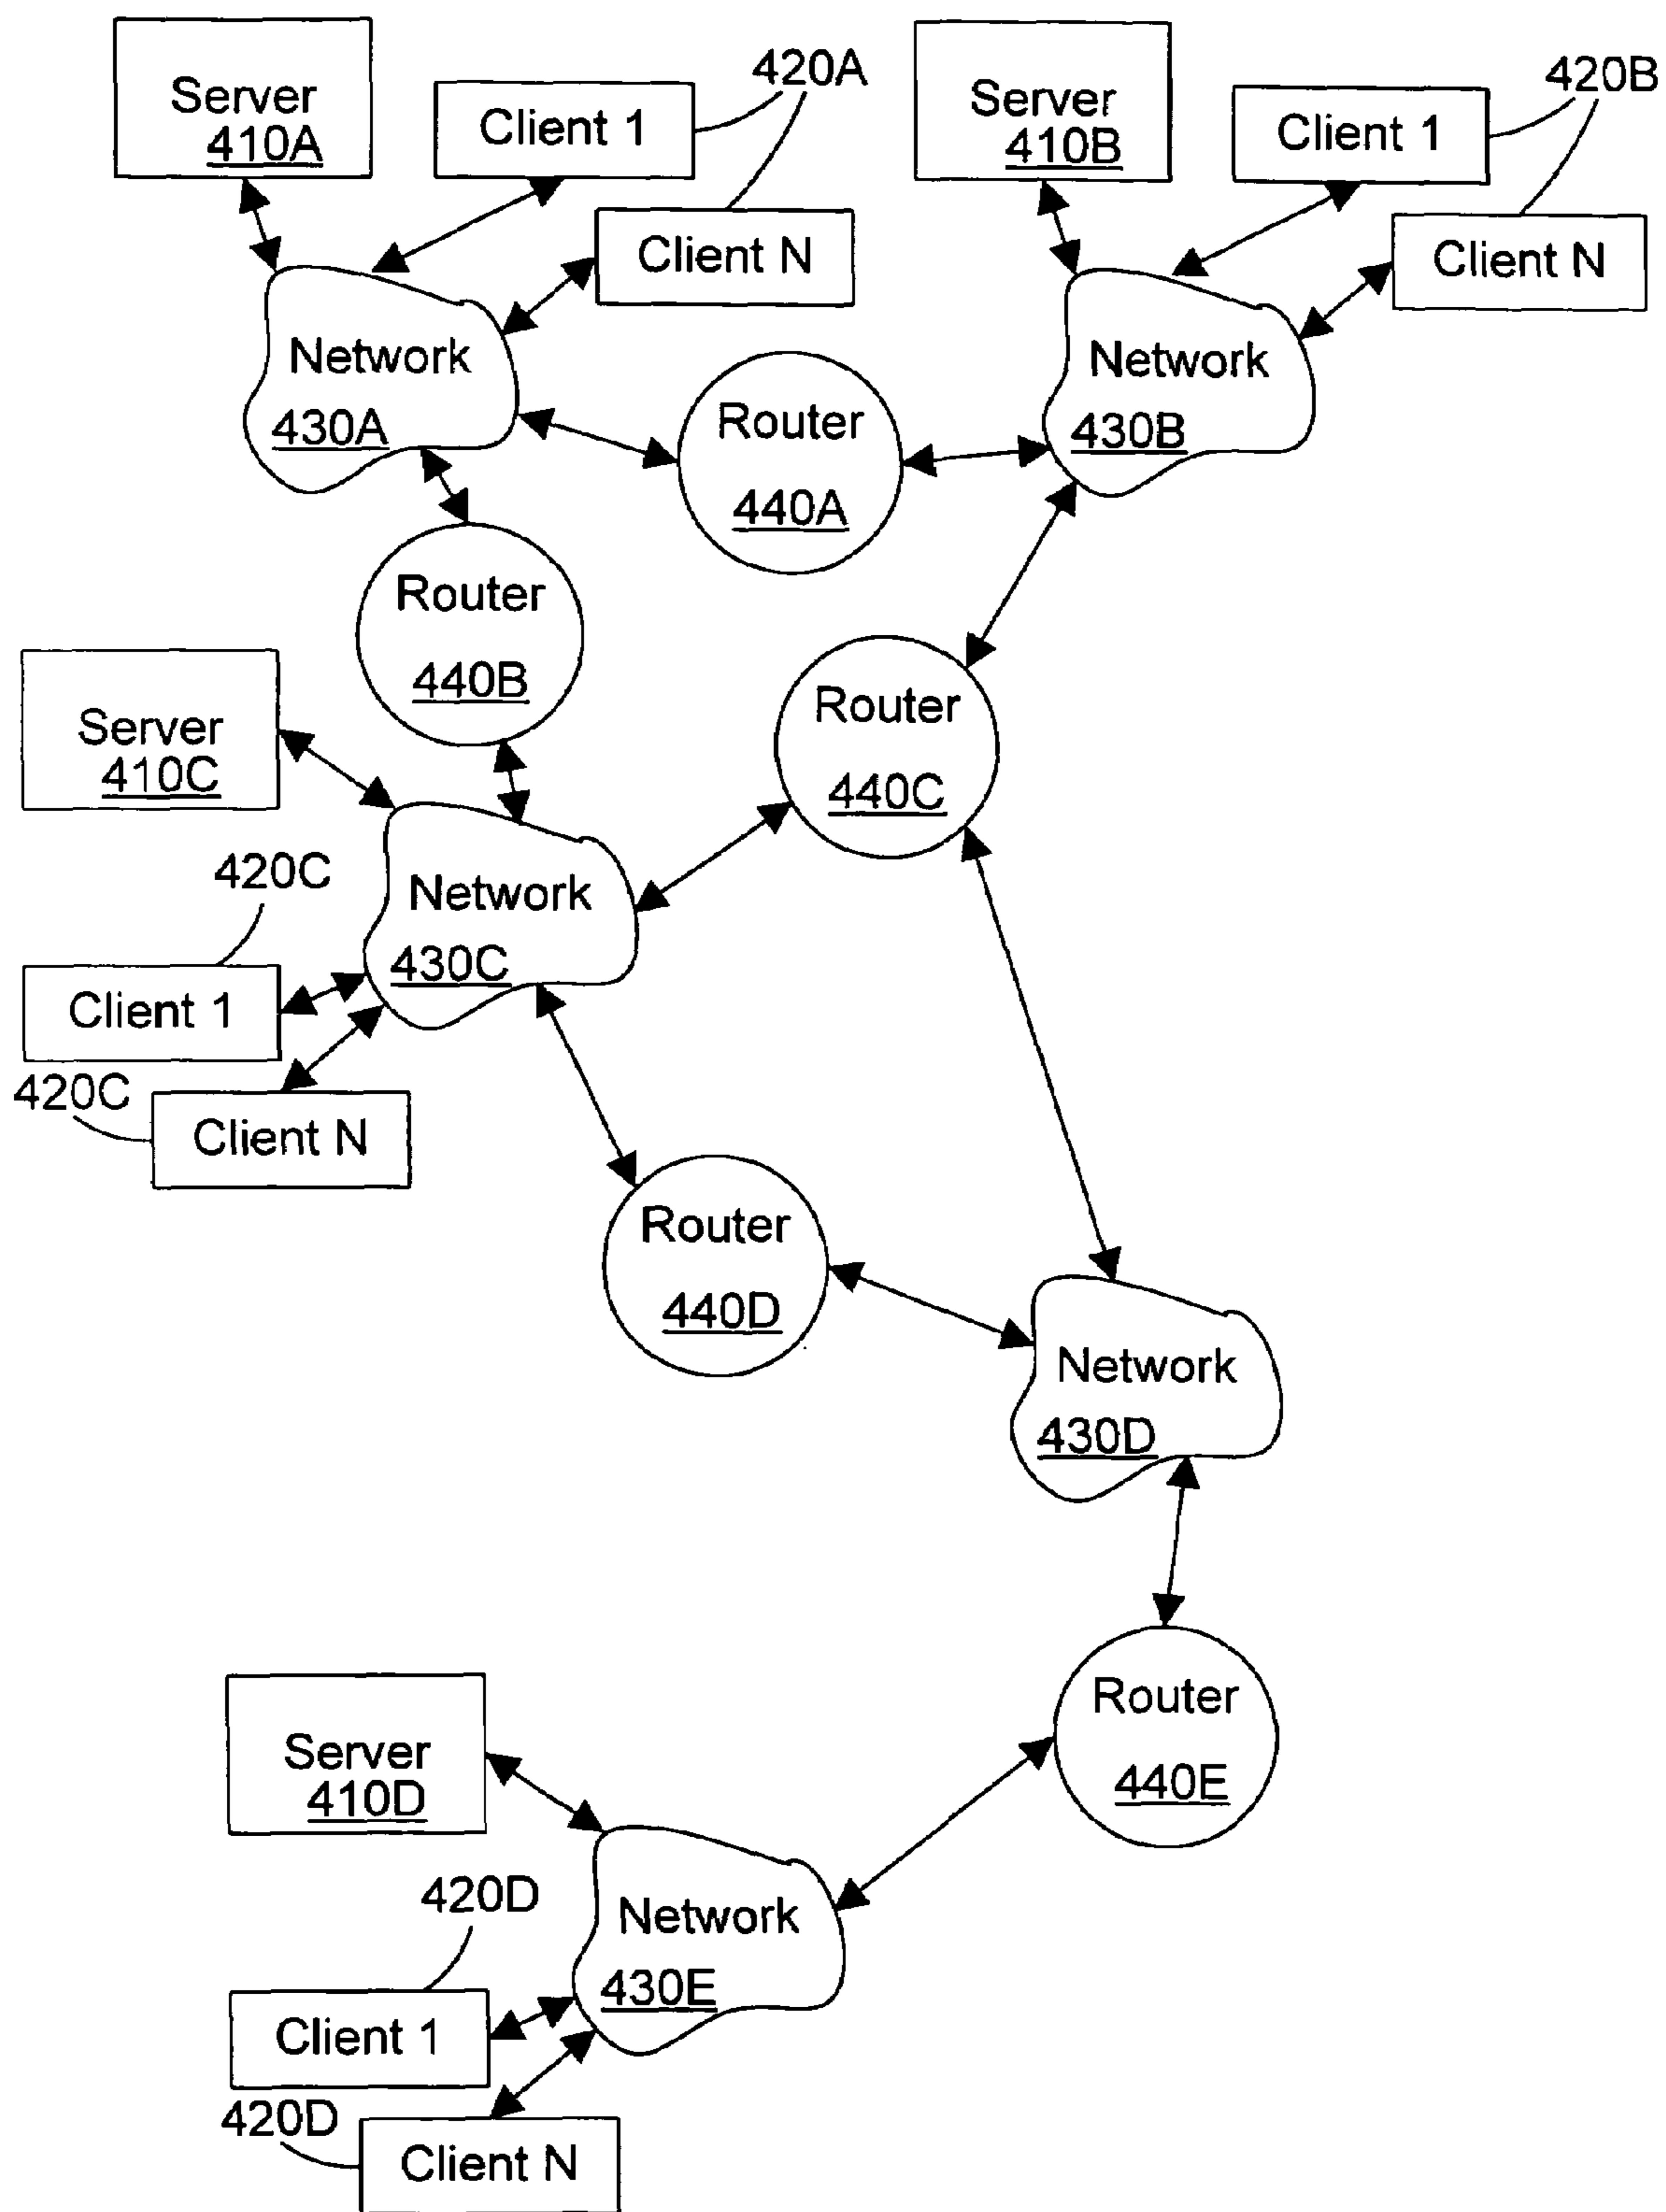 Server
410A
Client 1
420A
Client N
Server
410B
Client 1
420B
Client N
Network
430A
Router
440A
Network
430B
Router
440B
Router
440C
Server
410C
Network
430C
420C
Client 1
420C
Client N
Router
440D
Network
430D
Router
440E
Server
410D
Network
430E
420D
Client 1
420D
Client N